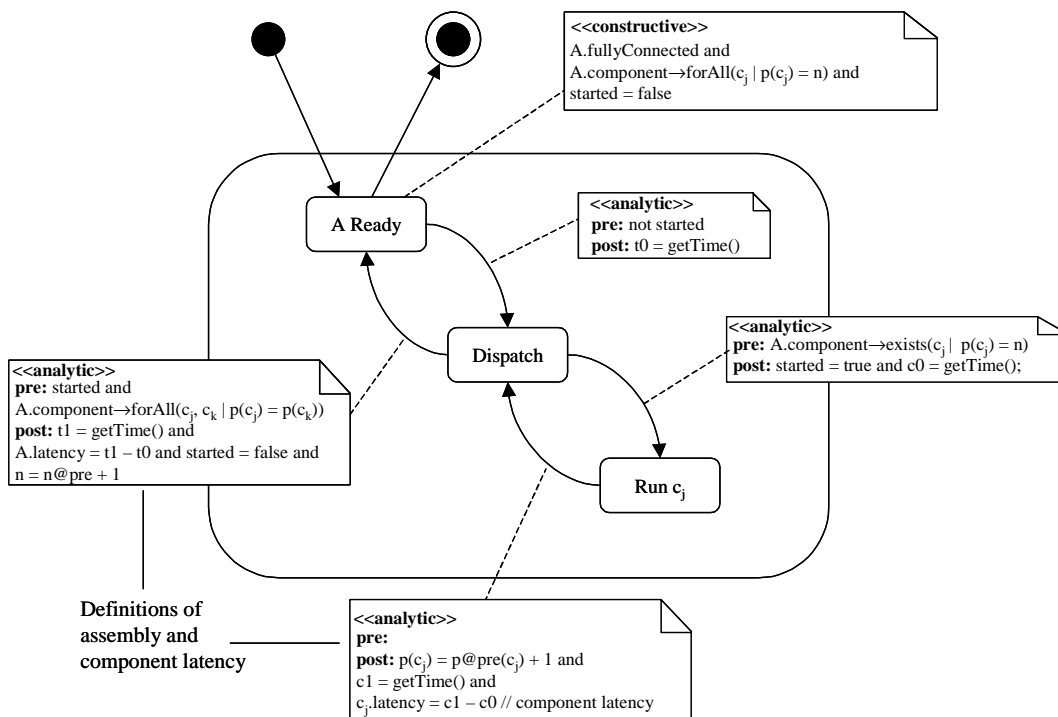 <<constructive>>
A.fullyConnected and
A.component→forAll(cj | p(cj) = n) and
started = false
A Ready
<<analytic>>
pre: not started
post: t0 = getTime()
Dispatch
<<analytic>>
pre: A.component→exists(cj | p(cj) = n)
post: started = true and c0 = getTime();
<<analytic>>
pre: started and
A.component→forAll(cj, ck | p(cj) = p(ck))
post: t1 = getTime() and
A.latency = t1 – t0 and started = false and
n = n@pre + 1
Run cj
Definitions of
assembly and
component latency
<<analytic>>
pre:
post: p(cj) = p@pre(cj) + 1 and
c1 = getTime() and
cj.latency = c1 – c0 // component latency